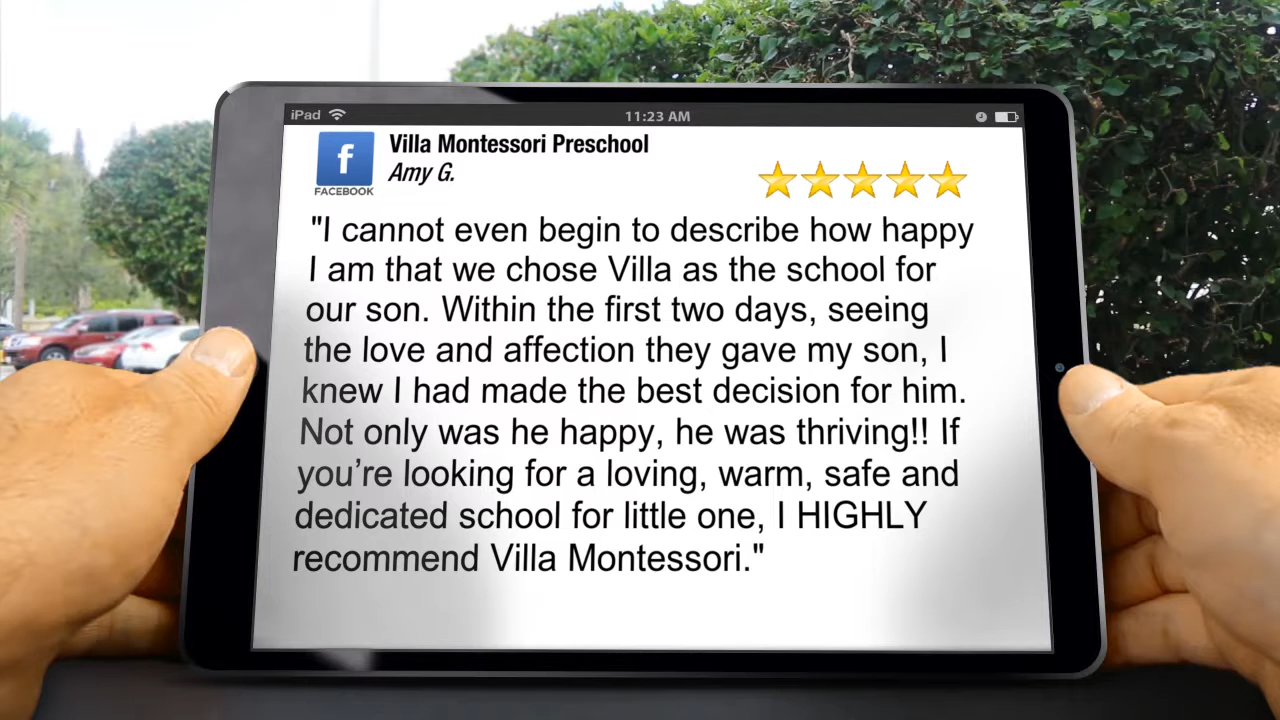 iPad 11:23 AM
f
FACEBOOK
Villa Montessori Preschool
Amy G.
"I cannot even begin to describe how happy
I am that we chose Villa as the school for
our son. Within the first two days, seeing
the love and affection they gave my son, I
knew I had made the best decision for him.
Not only was he happy, he was thriving!! If
you’re looking for a loving, warm, safe and
dedicated school for little one, I HIGHLY
recommend Villa Montessori."